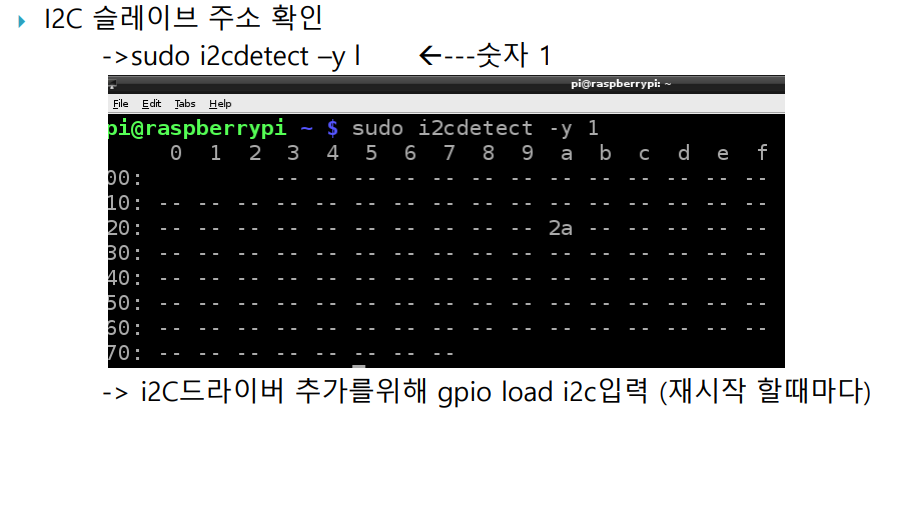 I2C 슬레이브 주소 확인
->sudo i2cdetect –y l ←---숫자 1
pi@raspberrypi: ~
File Edit Tabs Help
pi@raspberrypi ~ $ sudo i2cdetect -y 1
0 1 2 3 4 5 6 7 8 9 a b c d e f
00: -- -- -- -- -- -- -- -- -- -- -- -- --
10: -- -- -- -- -- -- -- -- -- -- -- -- -- -- -- --
20: -- -- -- -- -- -- -- -- -- -- 2a -- -- -- -- --
30: -- -- -- -- -- -- -- -- -- -- -- -- -- -- -- --
40: -- -- -- -- -- -- -- -- -- -- -- -- -- -- -- --
50: -- -- -- -- -- -- -- -- -- -- -- -- -- -- -- --
60: -- -- -- -- -- -- -- -- -- -- -- -- -- -- -- --
70: -- -- -- -- -- -- -- --
-> i2C드라이버 추가를위해 gpio load i2c입력 (재시작 할때마다)